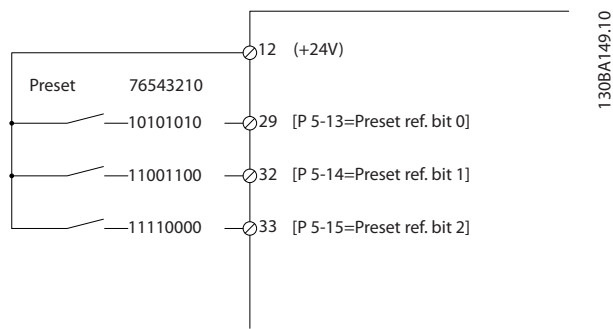 12 (+24V)
Preset 76543210
10101010 29 [P 5-13=Preset ref. bit 0]
11001100 32 [P 5-14=Preset ref. bit 1]
11110000 33 [P 5-15=Preset ref. bit 2]
130BA149.10